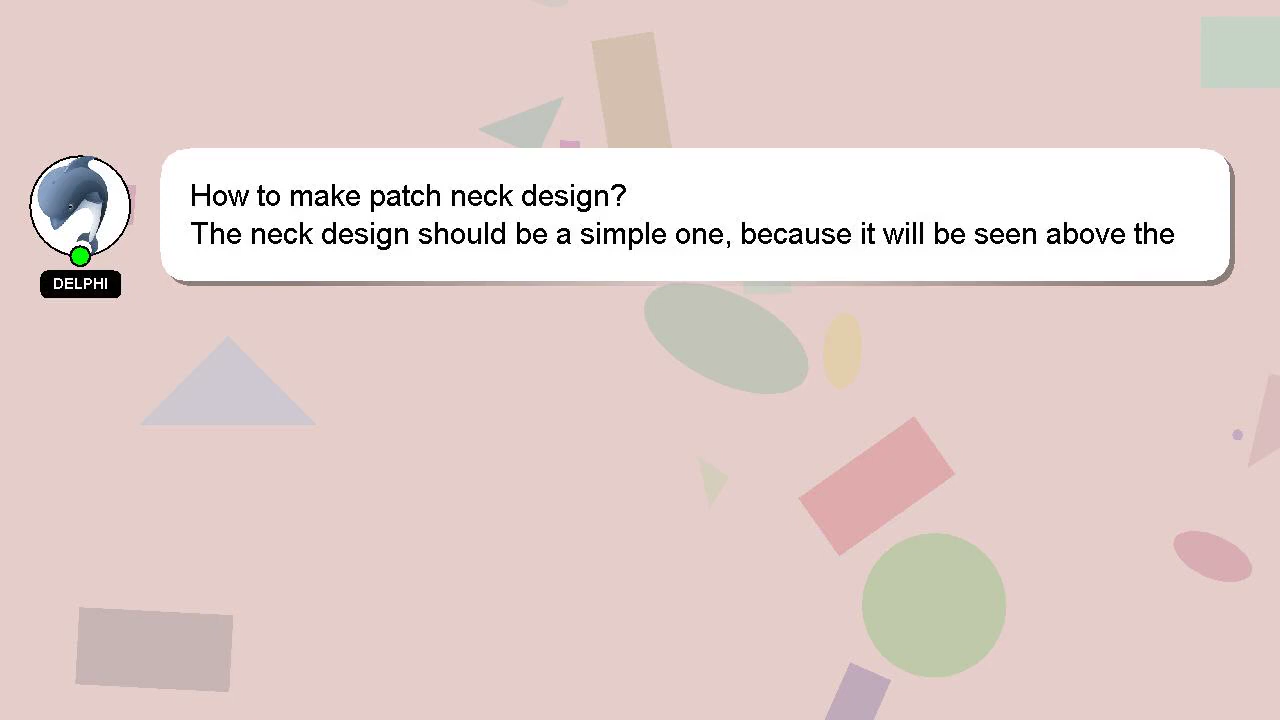 How to make patch neck design?
The neck design should be a simple one, because it will be seen above the
DELPHI